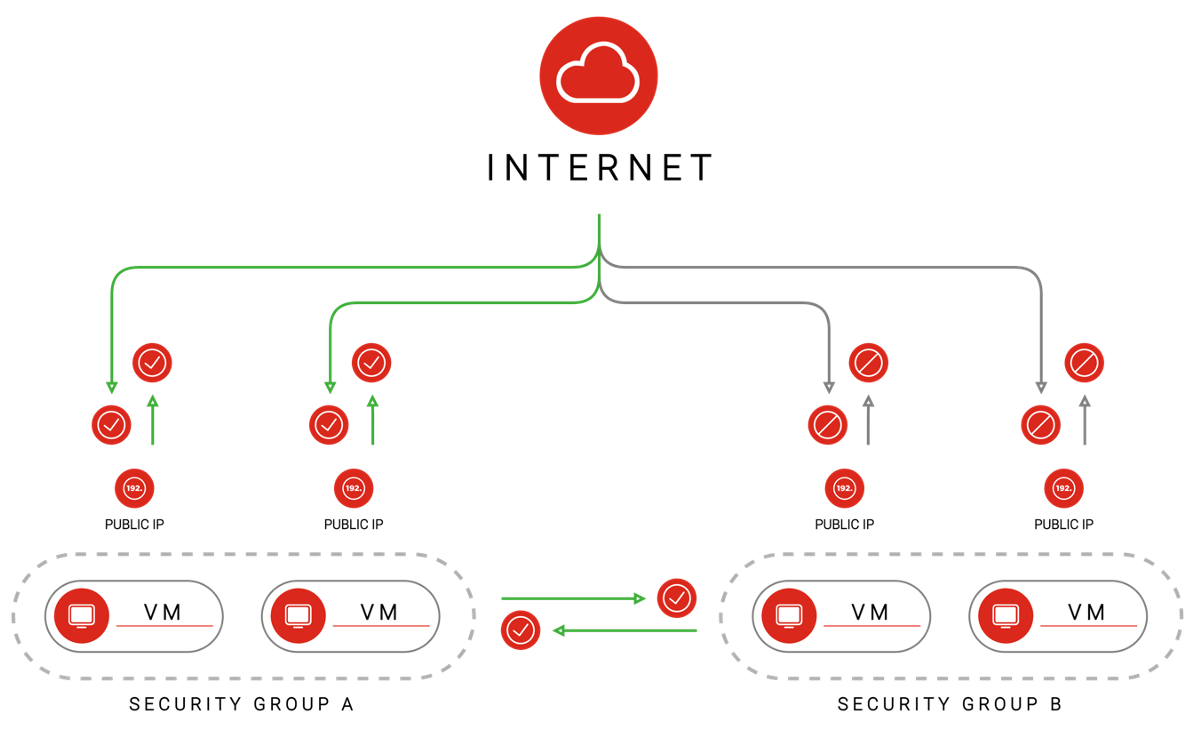 INTERNET
192.
192.
192.
192.
PUBLIC IP
PUBLIC IP
PUBLIC IP
PUBLIC IP
VM
VM
VM
VM
SECURITY GROUP A
SECURITY GROUP B